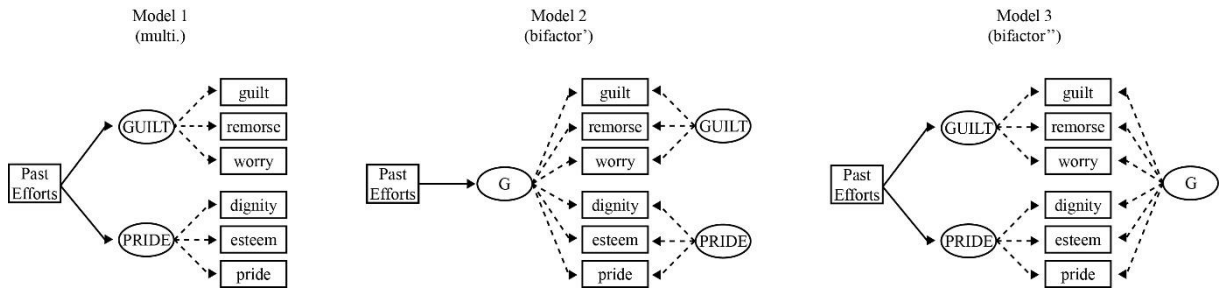 Model 1
(multi.)
guilt
GUILT
remorse
worry
Past
Efforts
dignity
PRIDE
esteem
pride
Model 2
(bifactor’)
guilt
remorse
GUILT
worry
Past
Efforts
G
dignity
esteem
PRIDE
pride
Model 3
(bifactor’’)
guilt
GUILT
remorse
worry
Past
Efforts
G
dignity
PRIDE
esteem
pride